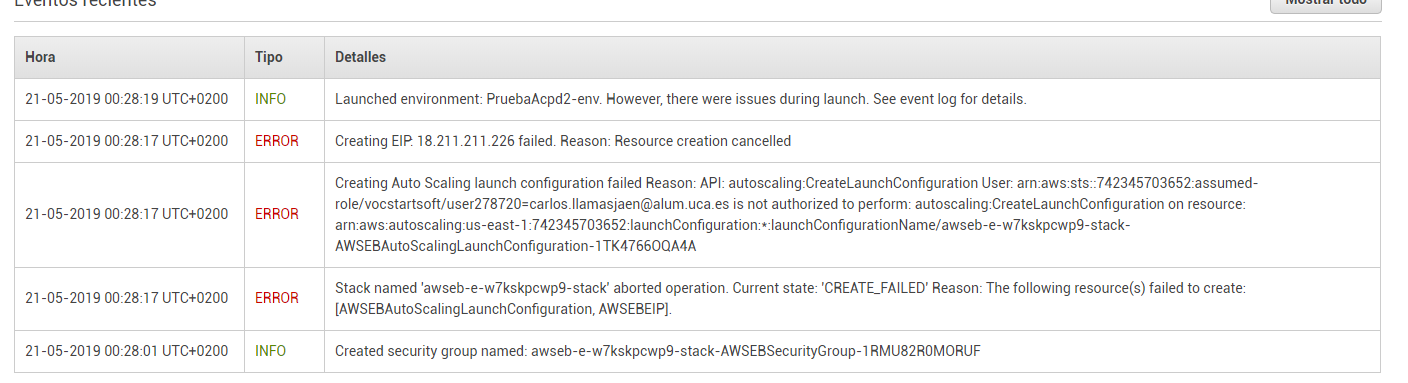 Eventos recientes
Mostrar todo
Hora Tipo Detalles
21-05-2019 00:28:19 UTC+0200 INFO Launched environment: PruebaAcpd2-env. However, there were issues during launch. See event log for details.
21-05-2019 00:28:17 UTC+0200 ERROR Creating EIP: 18.211.211.226 failed. Reason: Resource creation cancelled
Creating Auto Scaling launch configuration failed Reason: API: autoscaling:CreateLaunchConfiguration User: arn:aws:sts::742345703652:assumed-
21-05-2019 00:28:17 UTC+0200 ERROR role/vocstartsoft/user278720=carlos.llamasjaen@alum.uca.es is not authorized to perform: autoscaling:CreateLaunchConfiguration on resource:
arn:aws:autoscaling:us-east-1:742345703652:launchConfiguration:*:launchConfigurationName/awseb-e-w7kskpcwp9-stack-
AWSEBAutoScalingLaunchConfiguration-1TK4766OQA4A
21-05-2019 00:28:17 UTC+0200 ERROR Stack named 'awseb-e-w7kskpcwp9-stack' aborted operation. Current state: 'CREATE_FAILED' Reason: The following resource(s) failed to create:
[AWSEBAutoScalingLaunchConfiguration, AWSEBEIP].
21-05-2019 00:28:01 UTC+0200 INFO Created security group named: awseb-e-w7kskpcwp9-stack-AWSEBSecurityGroup-1RMU82R0MORUF